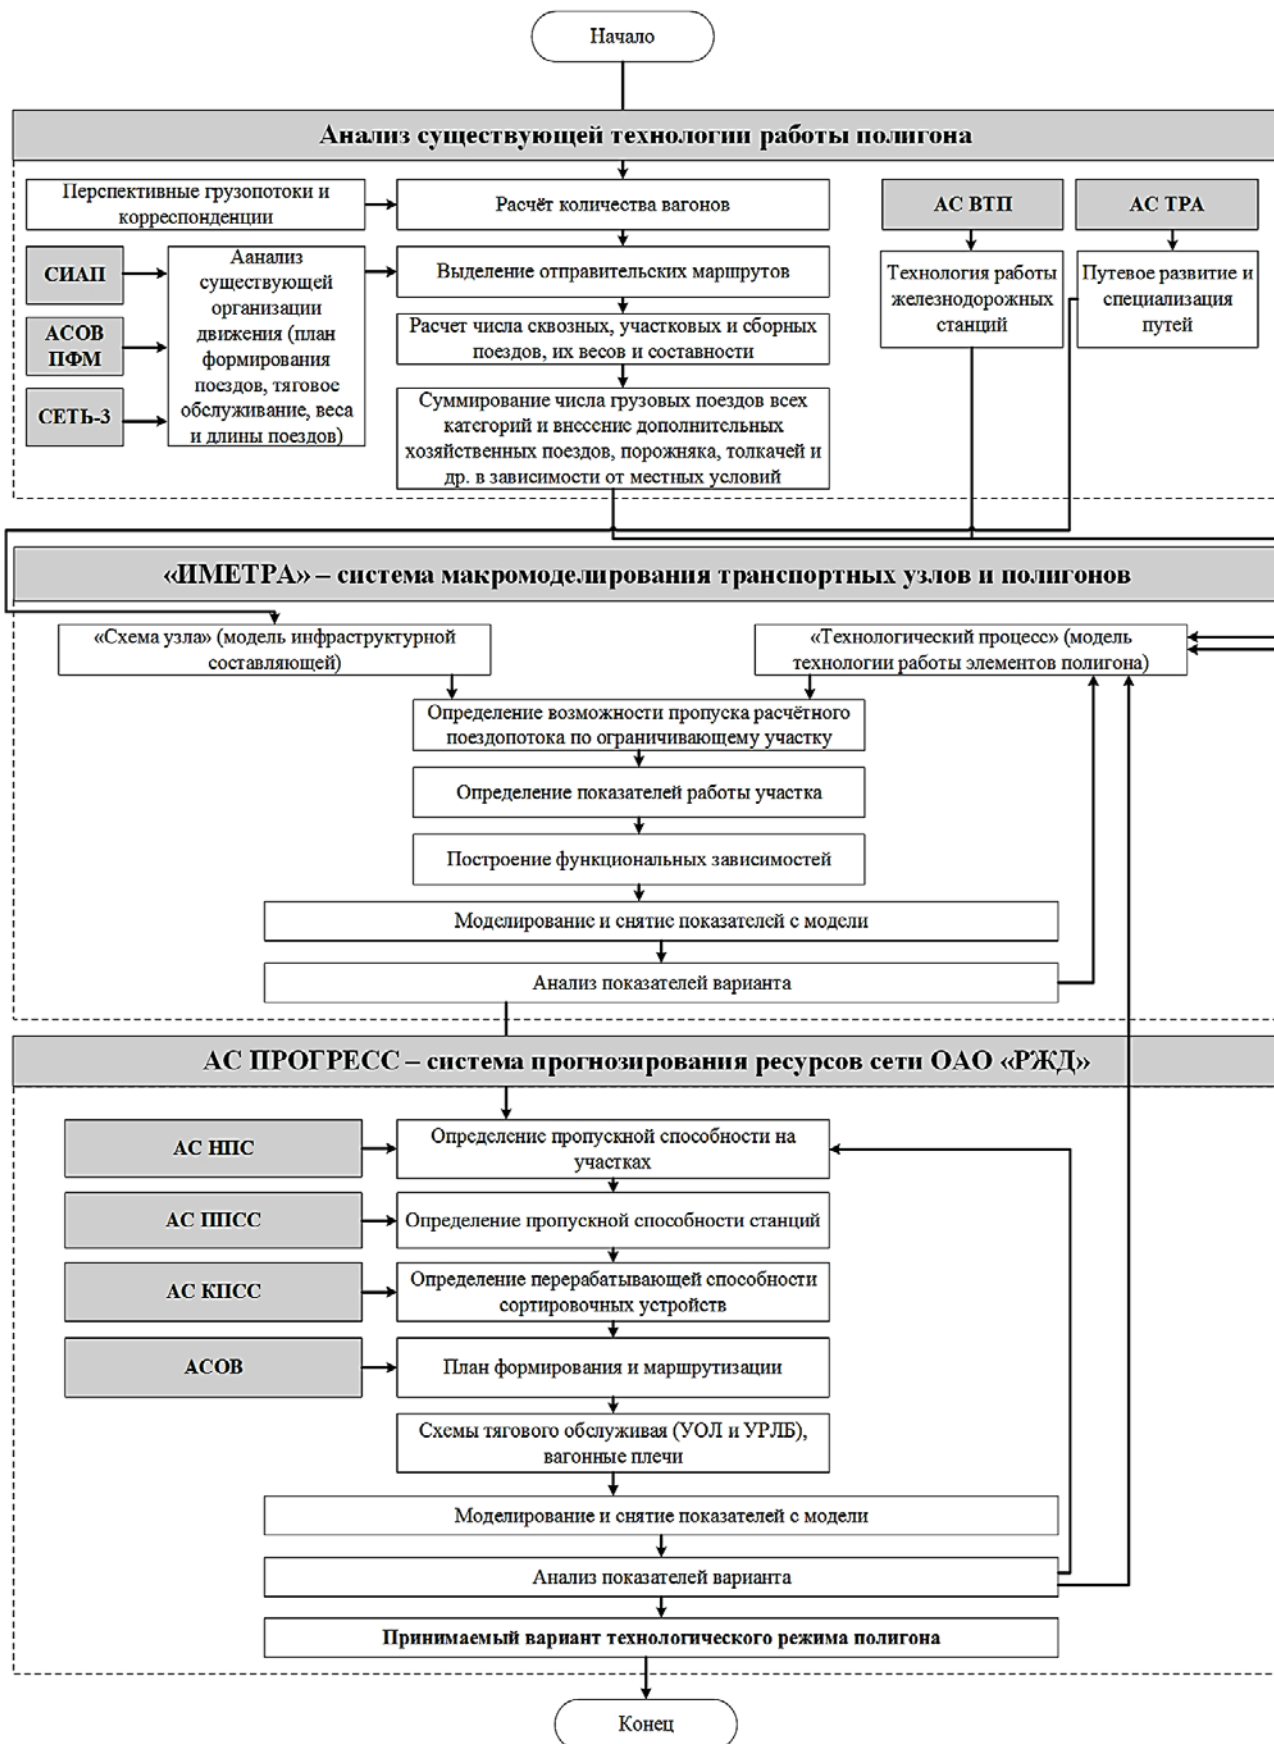 Начало
Анализ существующей технологии работы полигона
Перспективные грузопотоки и
корреспонденции
Расчёт количества вагонов
АС ВТП
АС ТРА
СИАП
АСОВ
ПФМ
СЕТЬ-3
Аанализ
существующей
организации
движения (план
формирования
поездов, тяговое
обслуживание, веса
и длины поездов)
Выделение отправительских маршрутов
Расчет числа сквозных, участковых и сборных
поездов, их весов и составности
Суммирование числа грузовых поездов всех
категорий и внесение дополнительных
хозяйственных поездов, порожняка, толкачей и
др. в зависимости от местных условий
Технология работы
железнодорожных
станций
Путевое развитие и
специализация
путей
«ИМЕТРА» – система макромоделирования транспортных узлов и полигонов
«Схема узла» (модель инфраструктурной
составляющей)
«Технологический процесс» (модель
технологии работы элементов полигона)
Определение возможности пропуска расчётного
поездопотока по ограничивающему участку
Определение показателей работы участка
Построение функциональных зависимостей
Моделирование и снятие показателей с модели
Анализ показателей варианта
АС ПРОГРЕСС – система прогнозирования ресурсов сети ОАО «РЖД»
АС НПС
Определение пропускной способности на
участках
АС ППСС
Определение пропускной способности станций
АС КПСС
Определение перерабатывающей способности
сортировочных устройств
АСОВ
План формирования и маршрутизации
Схемы тягового обслуживая (УОЛ и УРЛБ),
вагонные плечи
Моделирование и снятие показателей с модели
Анализ показателей варианта
Принимаемый вариант технологического режима полигона
Конец